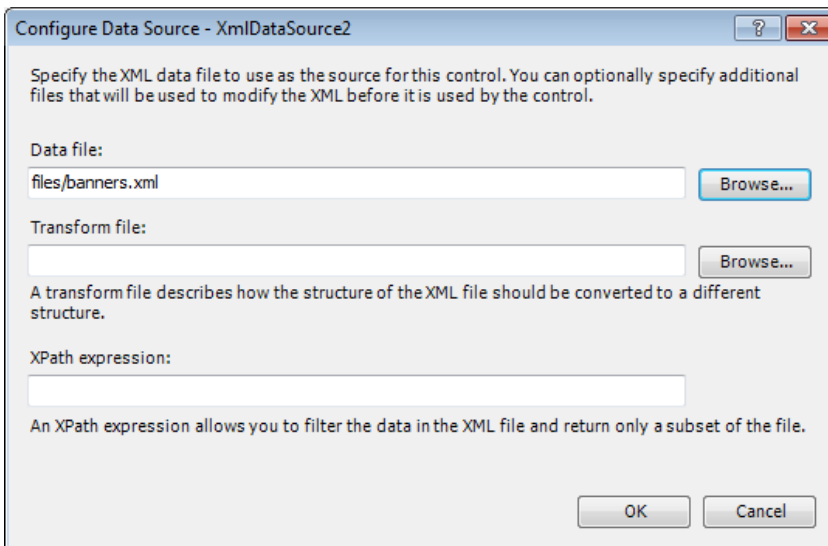 Configure Data Source - XmlDataSource2
Specify the XML data file to use as the source for this control. You can optionally specify additional
files that will be used to modify the XML before it is used by the control.
Data file:
files/banners.xml
Browse...
Transform file:
Browse...
A transform file describes how the structure of the XML file should be converted to a different
structure.
XPath expression:
An XPath expression allows you to filter the data in the XML file and return only a subset of the file.
OK
Cancel